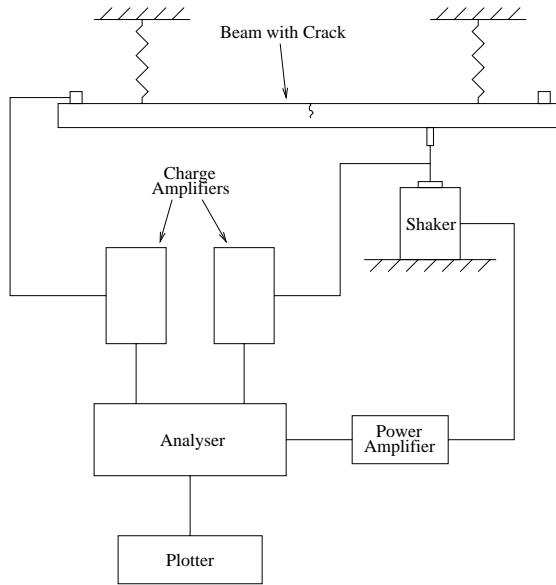 Beam with Crack
Charge
Amplifiers
Shaker
Analyser
Power
Amplifier
Plotter